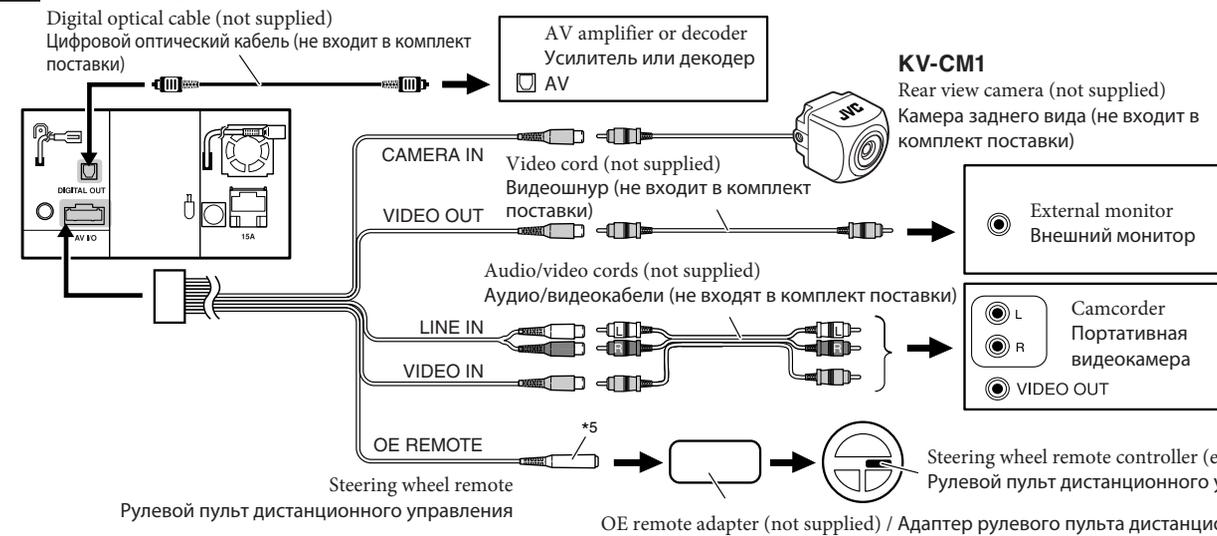 Digital optical cable (not supplied)
Цифровой оптический кабель (не входит в комплект
поставки)
AV amplifier or decoder
Усилитель или декодер
AV
KV-CM1
Rear view camera (not supplied)
Камера заднего вида (не входит в
комплект поставки)
JVC
DIGITAL OUT
AV I/O
15A
CAMERA IN
Video cord (not supplied)
Видеошнур (не входит в комплект
поставки)
VIDEO OUT
External monitor
Внешний монитор
Audio/video cords (not supplied)
Аудио/видеокабели (не входят в комплект поставки)
LINE IN
L
L
R
R
VIDEO IN
L
R
Camcorder
Портативная
видеокамера
VIDEO OUT
OE REMOTE
*5
Steering wheel remote
Рулевой пульт дистанционного управления
Steering wheel remote controller (e
Рулевой пульт дистанционного у
OE remote adapter (not supplied) / Адаптер рулевого пульта дистанцио